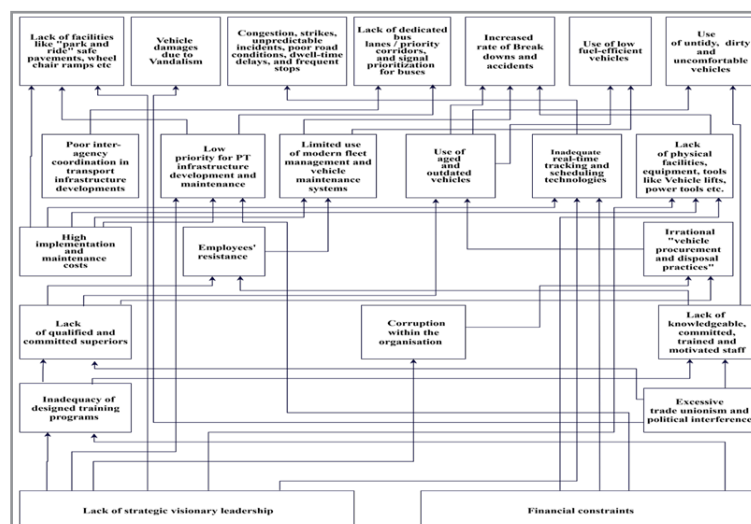 Lack of facilities
like "park and
ride" safe
pavements, wheel
chair ramps etc
Vehicle
damages
due to
Vandalism
Congestion, strikes,
unpredictable
incidents, poor road
conditions, dwell-time
delays, and frequent
stops
Lack of dedicated
bus
lanes / priority
corridors,
and signal
prioritization
for buses
Increased
rate of Break
downs and
accidents
Use of low
fuel-efficient
vehicles
Use
of untidy, dirty
and
uncomfortable
vehicles
Poor inter-
agency
coordination in
transport
infrastructure
developments
Low
priority for PT
infrastructure
development and
maintenance
Limited use
of modern fleet
management and
vehicle
maintenance
systems
Use of
aged
and
outdated vehicles
Inadequate
real-time
tracking and
scheduling
technologies
Lack
of physical
facilities,
equipment, tools
like Vehicle lifts,
power tools etc.
High
implementation
and
maintenance
costs
Employees'
resistance
Irrational
"vehicle
procurement
and disposal
practices"
Lack
of qualified and
committed superiors
Corruption
within the
organisation
Lack of
knowledgeable,
committed,
trained and
motivated staff
Inadequacy of
designed training
programs
Excessive
trade unionism and
political interference
Lack of strategic visionary leadership
Financial constraints